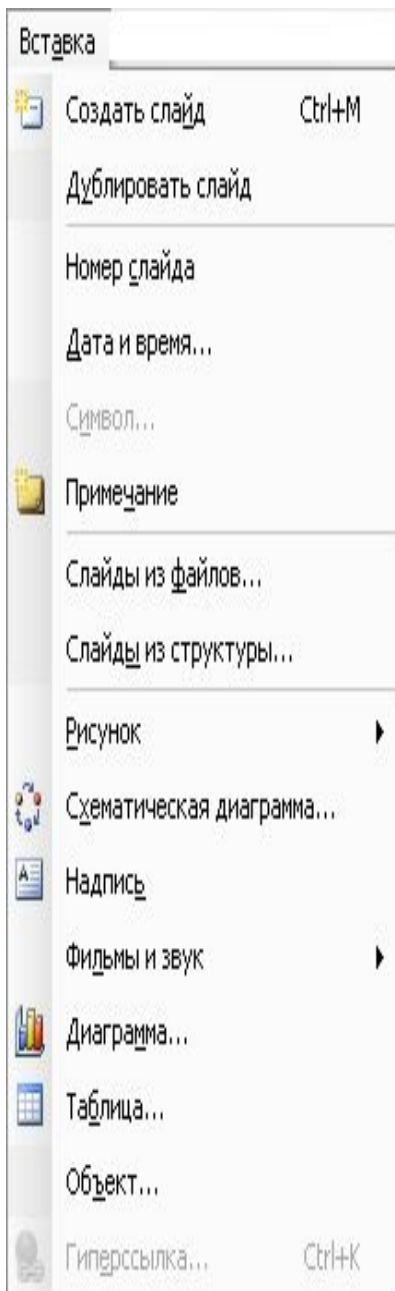 Вставка
Создать слайд Ctrl+M
Дублировать слайд
Номер слайда
Дата и время...
Символ...
Примечание
Слайды из файлов...
Слайды из структуры...
Рисунок
Схематическая диаграмма...
Надпись
Фильмы и звук
Диаграмма...
Таблица...
Объект...
Гиперссылка... Ctrl+K